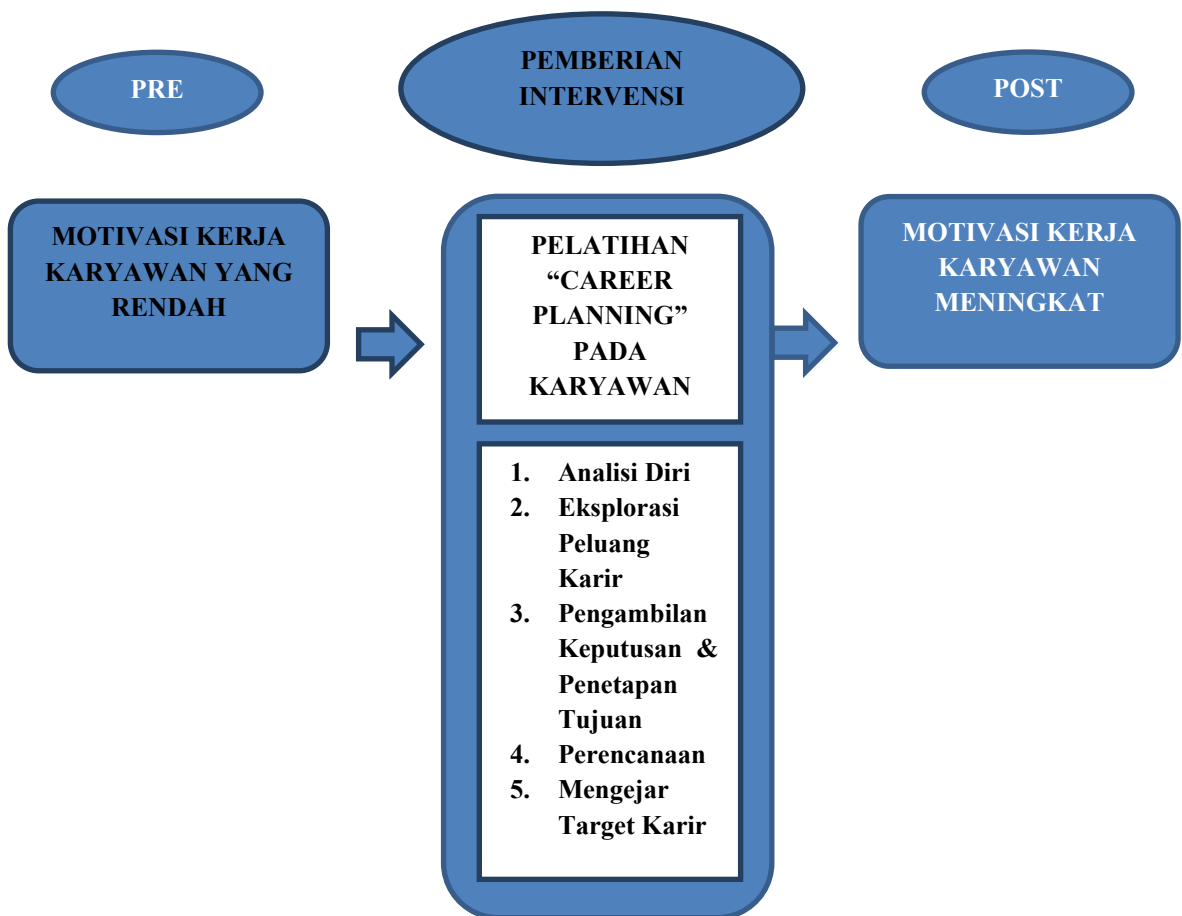 PRE
PEMBERIAN
INTERVENSI
POST
MOTIVASI KERJA
KARYAWAN YANG
RENDAH
PELATIHAN
“CAREER
PLANNING”
PADA
KARYAWAN
1. Analisi Diri
2. Eksplorasi
Peluang
Karir
3. Pengambilan
Keputusan &
Penetapan
Tujuan
4. Perencanaan
5. Mengejar
Target Karir
MOTIVASI KERJA
KARYAWAN
MENINGKAT